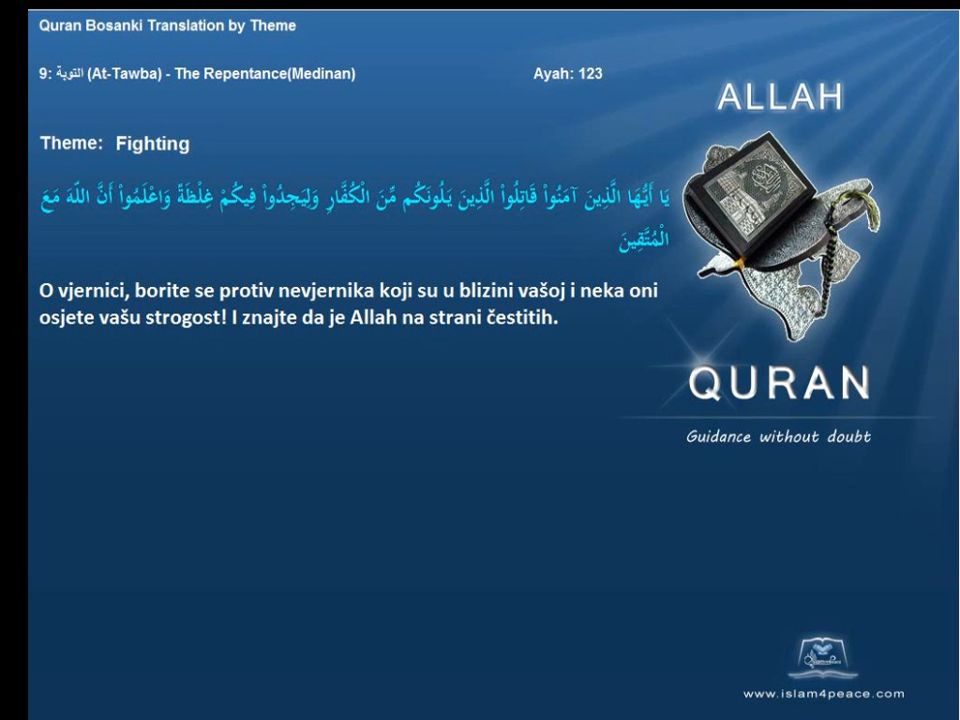 Quran Bosanki Translation by Theme
9: التوبة (At-Tawba) - The Repentance(Medinan) Ayah: 123
ALLAH
Theme: Fighting
يَا أَيُّهَا الَّذِينَ آمَنُواْ قَاتِلُواْ الَّذِينَ يَلُونَكُم مِّنَ الْكُفَّارِ وَلِيَجِدُواْ فِيكُمْ غِلْظَةً وَاعْلَمُواْ أَنَّ اللّهَ مَعَ
الْمُتَّقِينَ
O vjernici, borite se protiv nevjernika koji su u blizini vašoj i neka oni
osjete vašu strogost! I znajte da je Allah na strani čestitih.
QURAN
Guidance without doubt
www.islam4peace.com